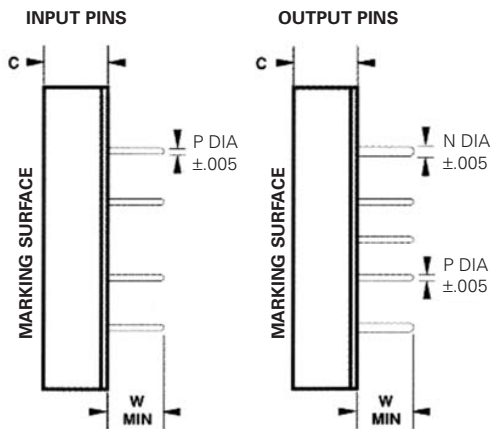 INPUT PINS
C
MARKING SURFACE
P DIA
±.005
W
MIN
OUTPUT PINS
C
MARKING SURFACE
N DIA
±.005
P DIA
±.005
W
MIN